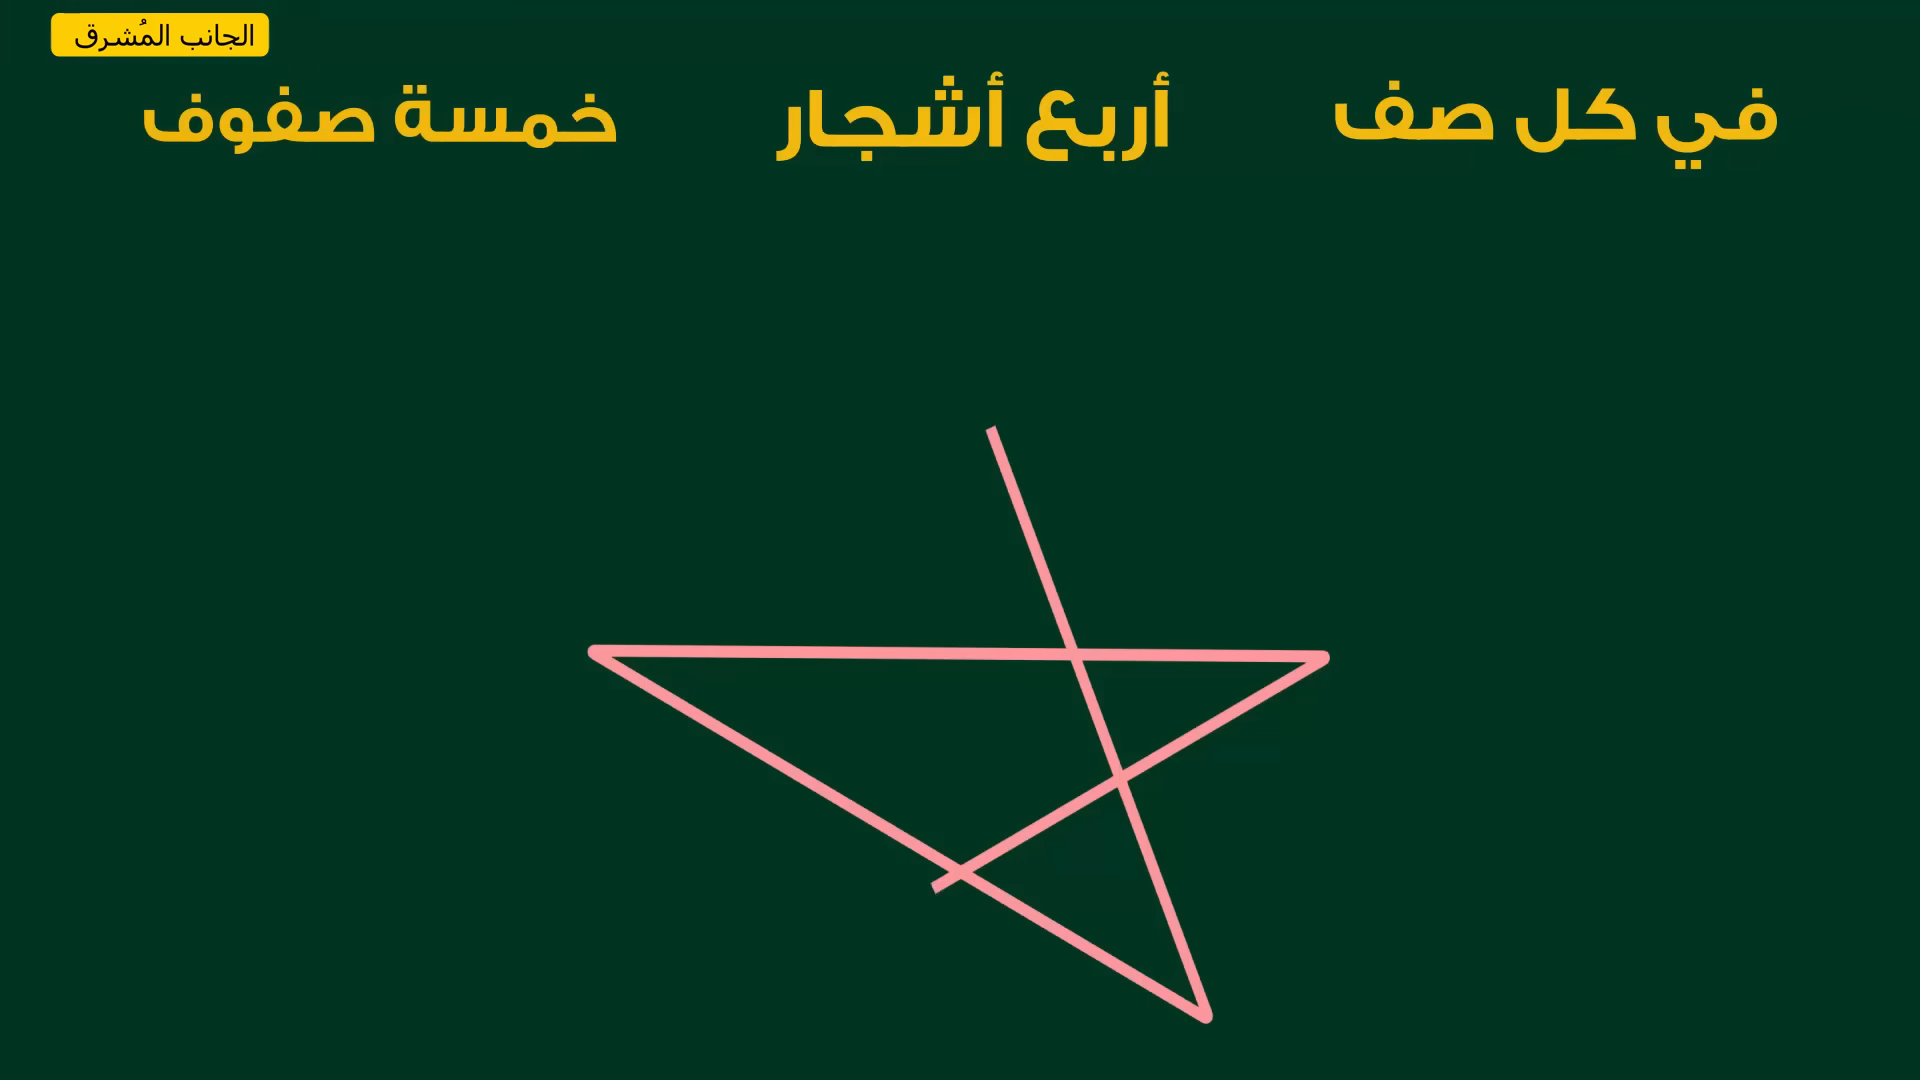 الجانب المُشرق
في كل صف
أربع أشجار
خمسة صفوف